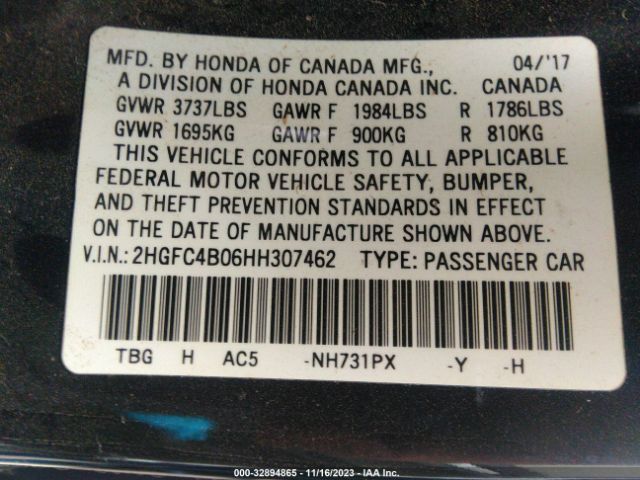 MFD. BY HONDA OF CANADA MFG., 04/'17
A DIVISION OF HONDA CANADA INC. CANADA
GVWR 3737LBS GAWR F 1984LBS R 1786LBS
GVWR 1695KG GAWR F 900KG R 810KG
THIS VEHICLE CONFORMS TO ALL APPLICABLE
FEDERAL MOTOR VEHICLE SAFETY, BUMPER,
AND THEFT PREVENTION STANDARDS IN EFFECT
ON THE DATE OF MANUFACTURE SHOWN ABOVE.
V.I.N.: 2HGFC4B06HH307462 TYPE: PASSENGER CAR
TBG H AC5 -NH731PX -Y -H
000-32894865 - 11/16/2023 - IAA Inc.